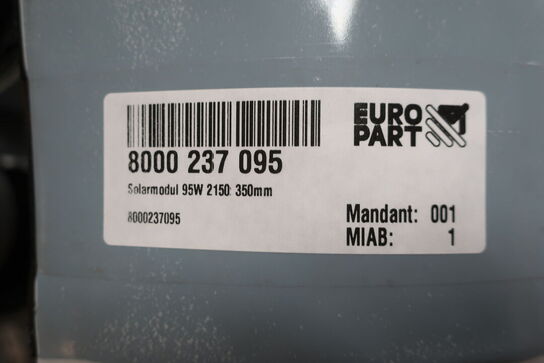 EURO
PART
8000 237 095
Solarmodul 95W 2150: 350mm
8000237095
Mandant: 001
MIAB: 1